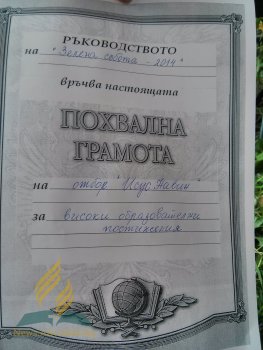 РЪКОВОДСТВОТО
на "Зелена събота - 2014"
връчва настоящата
ПОХВАЛНА
ГРАМОТА
на отбор "Исус Навин"
за високи образователни
постижения